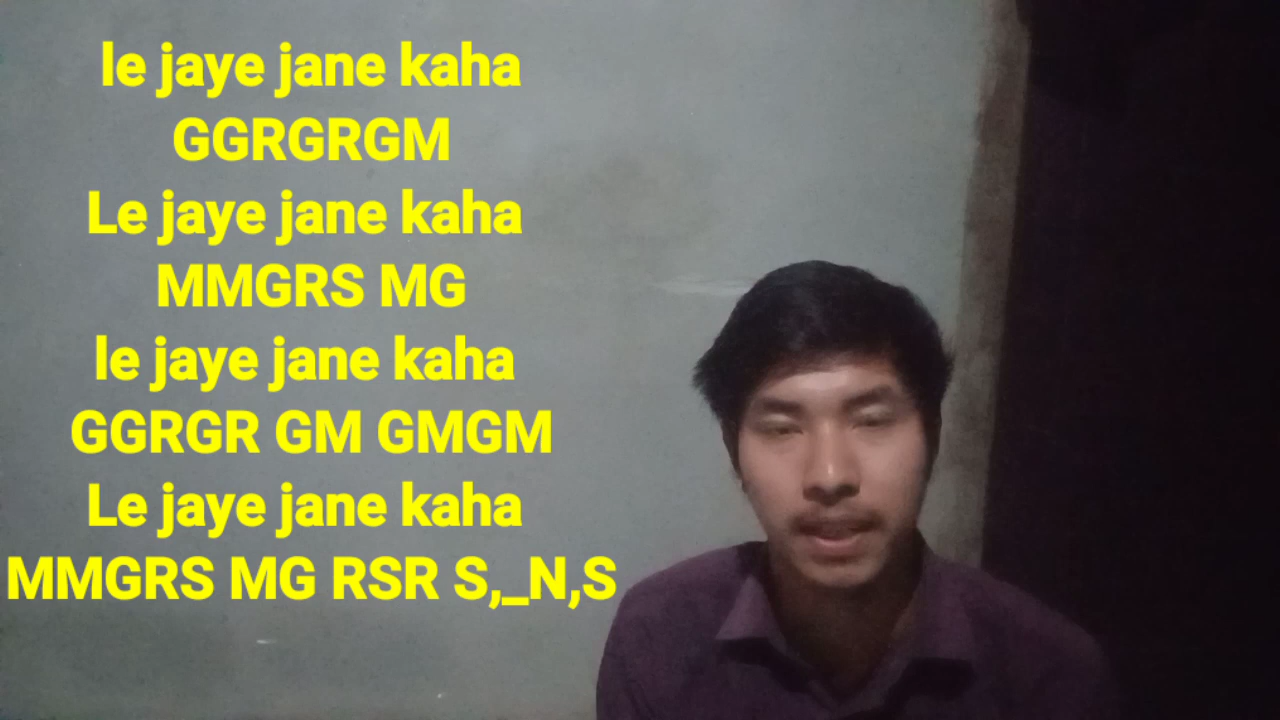 le jaye jane kaha
GGRGRGM
Le jaye jane kaha
MMGRS MG
le jaye jane kaha
GGRGR GM GMGM
Le jaye jane kaha
MMGRS MG RSR S,_N,S